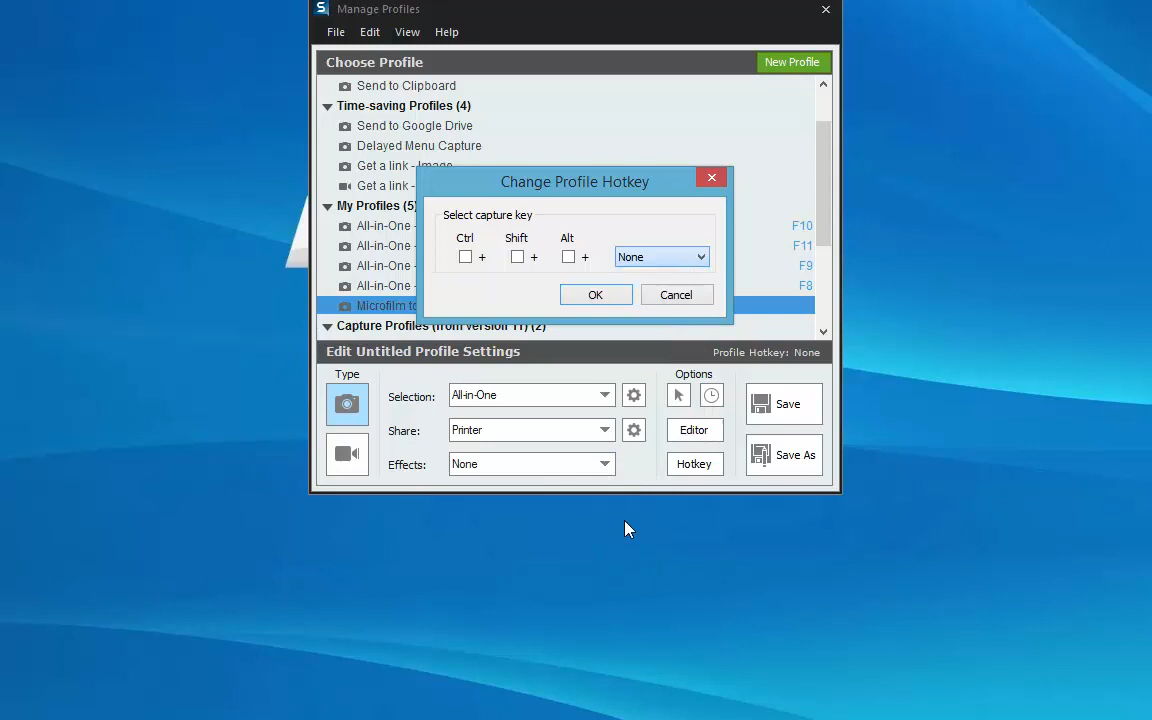 S Manage Profiles
File Edit View Help
Choose Profile New Profile
Send to Clipboard
Time-saving Profiles (4)
Send to Google Drive
Delayed Menu Capture
Get a link - Image
Get a link -
Change Profile Hotkey
My Profiles (5)
Select capture key
All-in-One - F10
Ctrl Shift Alt
All-in-One - F11
+ + + None
All-in-One - F9
All-in-One - F8
OK Cancel
Microfilm to
Capture Profiles (from version 11) (2)
Edit Untitled Profile Settings Profile Hotkey: None
Type Options
Selection: All-in-One Save
Share: Printer Editor
Effects: None Hotkey Save As